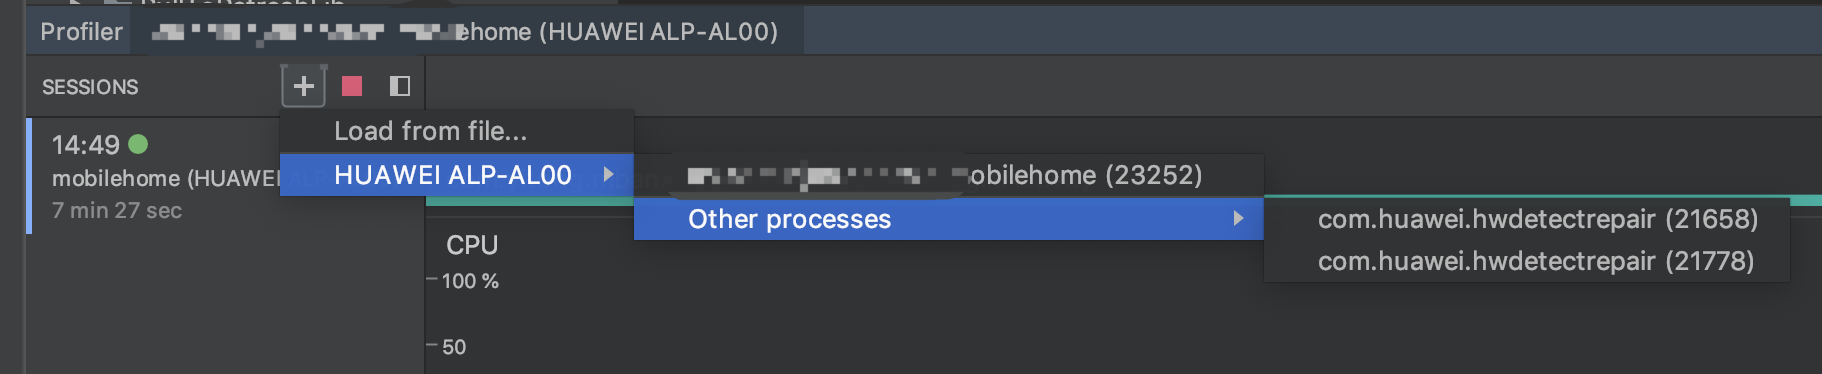 Profiler ehome (HUAWEI ALP-AL00)
SESSIONS
Load from file...
14:49
mobilehome (HUAWEI
HUAWEI ALP-AL00
obilehome (23252)
7 min 27 sec
Other processes
com.huawei.hwdetectrepair (21658)
com.huawei.hwdetectrepair (21778)
CPU
100 %
50